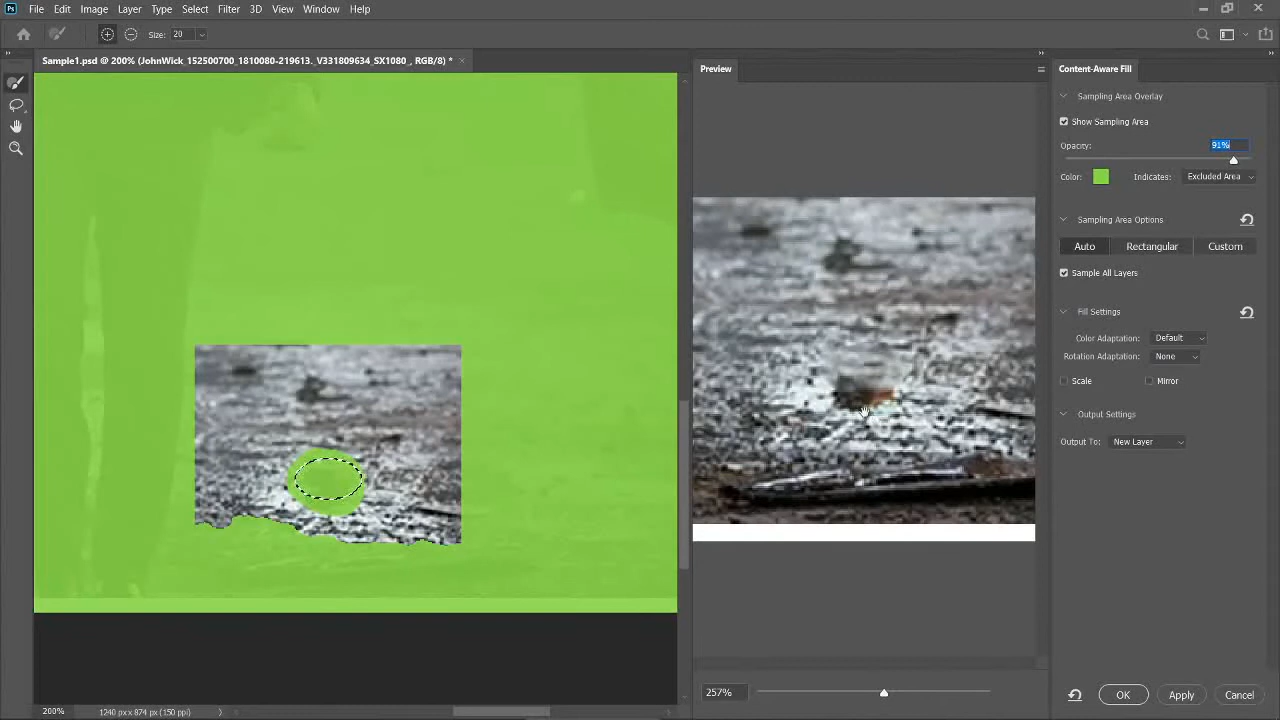 Ps File Edit Image Layer Type Select Filter 3D View Window Help
Size: 20
Sample1.psd @ 200% (JohnWick_152500700_1810080-219613._V331809634_SX1080_, RGB/8) *
Preview
Content-Aware Fill
Sampling Area Overlay
Show Sampling Area
Opacity: 91%
Color: Indicates: Excluded Area
Sampling Area Options
Auto Rectangular Custom
Sample All Layers
Fill Settings
Color Adaptation: Default
Rotation Adaptation: None
Scale Mirror
Output Settings
Output To: New Layer
257%
OK Apply Cancel
200% 1240 px x 874 px (150 ppi)